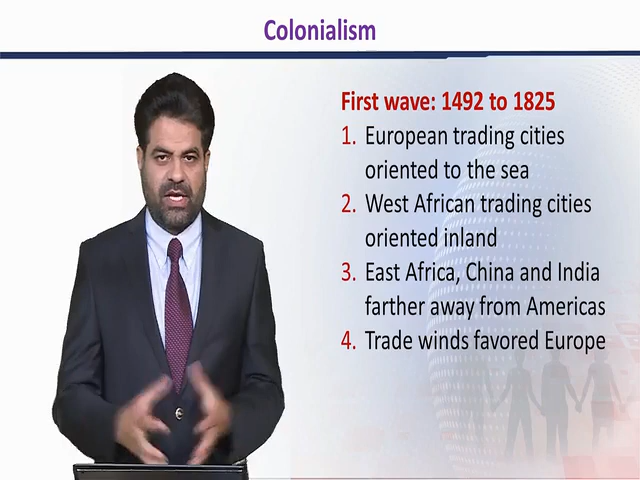 Colonialism
First wave: 1492 to 1825
1. European trading cities
oriented to the sea
2. West African trading cities
oriented inland
3. East Africa, China and India
farther away from Americas
4. Trade winds favored Europe